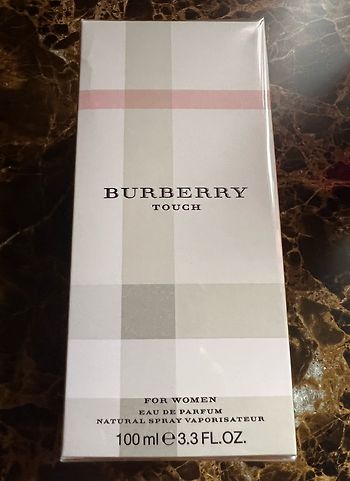 BURBERRY
TOUCH
FOR WOMEN
EAU DE PARFUM
NATURAL SPRAY VAPORISATEUR
100 ml ℮ 3.3 FL.OZ.